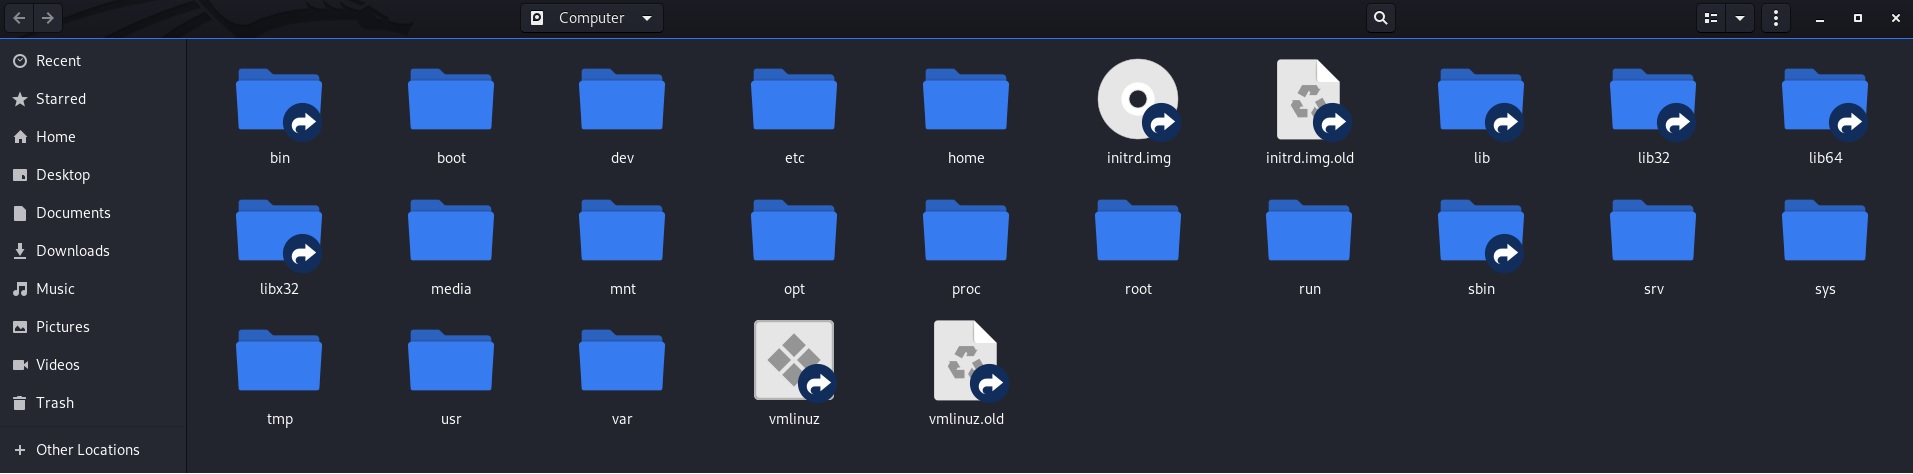 Computer
Recent
Starred
Home
Desktop
Documents
Downloads
Music
Pictures
Videos
Trash
Other Locations
bin boot dev etc home initrd.img initrd.img.old lib lib32 lib64
libx32 media mnt opt proc root run sbin srv sys
tmp usr var vmlinuz vmlinuz.old